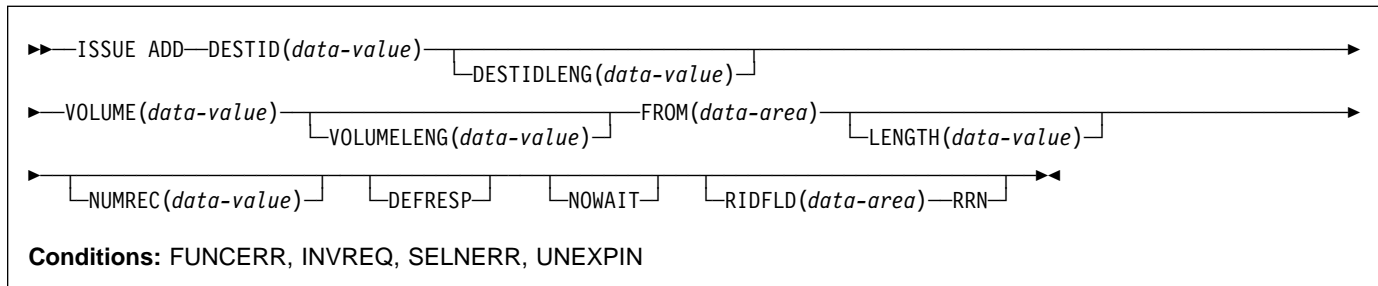 ISSUE ADD DESTID(data-value)
DESTIDLENG(data-value)
VOLUME(data-value) FROM(data-area)
VOLUMELENG(data-value) LENGTH(data-value)
NUMREC(data-value) DEFRESP NOWAIT RIDFLD(data-area) RRN
Conditions: FUNCERR, INVREQ, SELNERR, UNEXPIN